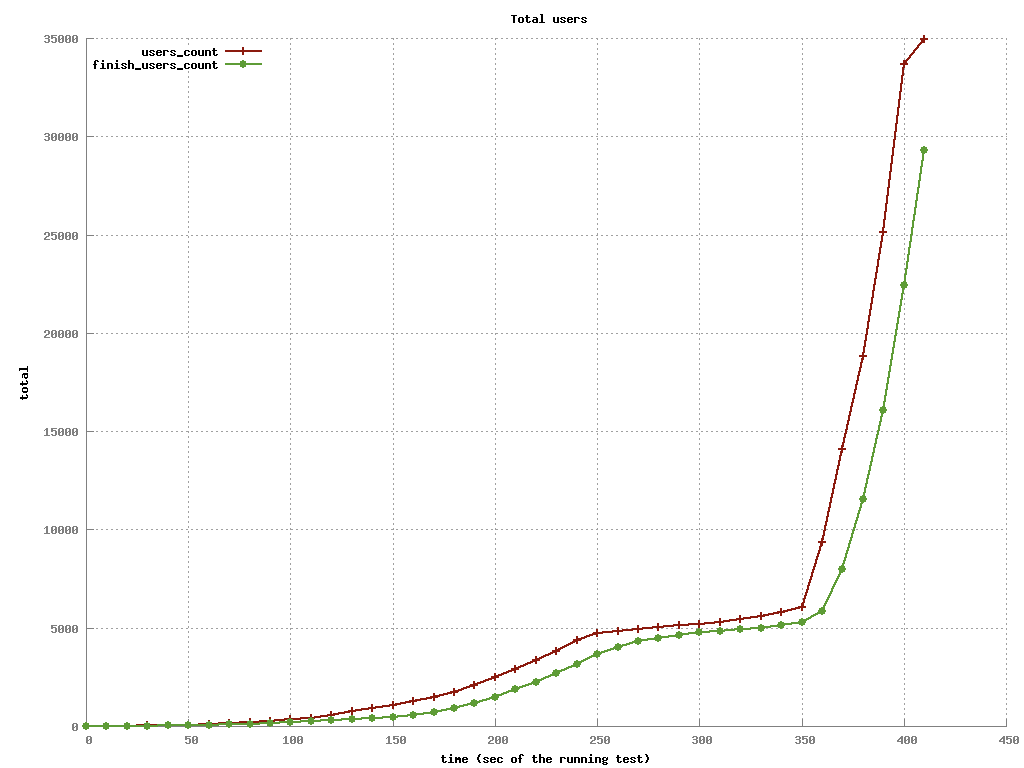 Total users
users_count
finish_users_count
35000
30000
25000
20000
15000
10000
5000
0
total
0 50 100 150 200 250 300 350 400 450
time (sec of the running test)